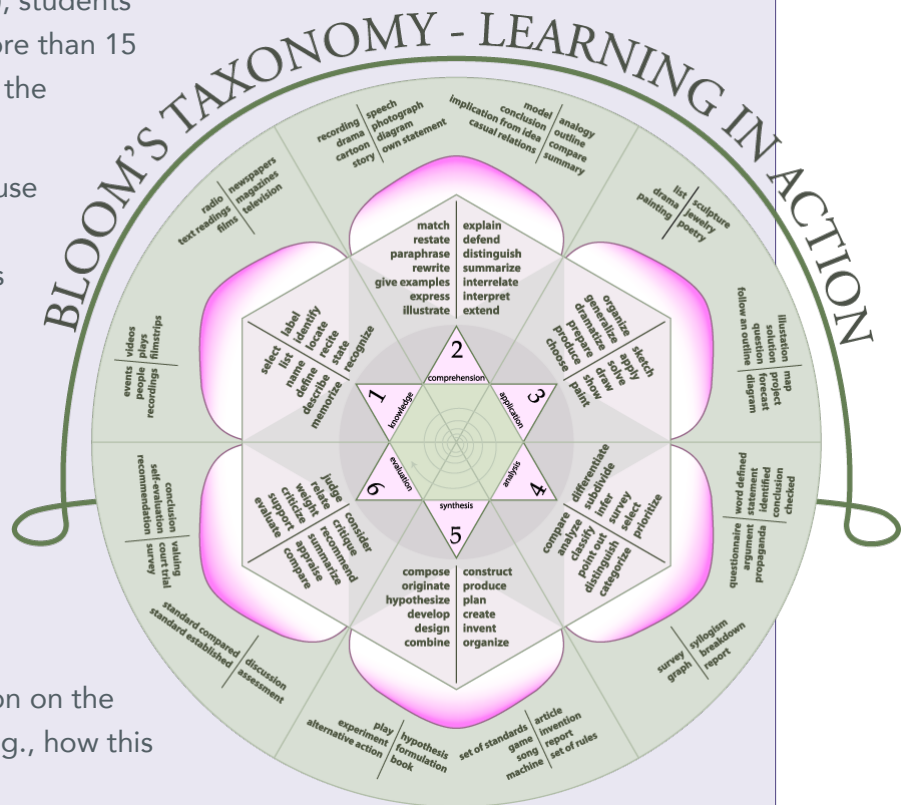 ), students
ore than 15
the
use
s
on on the
g., how this
BLOOM'S TAXONOMY - LEARNING IN ACTION
recording
drama
cartoon
story
speech
photograph
diagram
own statement
model
conclusion
implication from idea
casual relations
analogy
outline
compare
summary
radio
text readings
films
newspapers
magazines
television
list
drama
painting
sculpture
jewelry
poetry
videos
plays
filmstrips
events
people
recordings
illustation
solution
question
follow an outline
map
project
forecast
diagram
match
restate
paraphrase
rewrite
give examples
express
illustrate
explain
defend
distinguish
summarize
interrelate
interpret
extend
label
list
select
name
define
describe
memorize
identify
locate
recite
state
recognize
organize
generalize
dramatize
prepare
produce
choose
sketch
apply
solve
draw
show
paint
1
knowledge
2
comprehension
3
application
4
analysis
5
synthesis
6
evaluation
judge
relate
weight
criticize
support
evaluate
consider
critique
recommend
summarize
appraise
compare
differentiate
subdivide
infer
survey
select
prioritize
compare
analyze
classify
point out
distinguish
categorize
compose
originate
hypothesize
develop
design
combine
construct
produce
plan
create
invent
organize
conclusion
self-evaluation
recommendation
valuing
court trial
survey
word defined
statement
identified
conclusion
checked
questionnaire
argument
propaganda
standard compared
standard established
discussion
assessment
survey
graph
syllogism
breakdown
report
play
experiment
alternative action
hypothesis
formulation
book
set of standards
game
song
machine
article
invention
report
set of rules